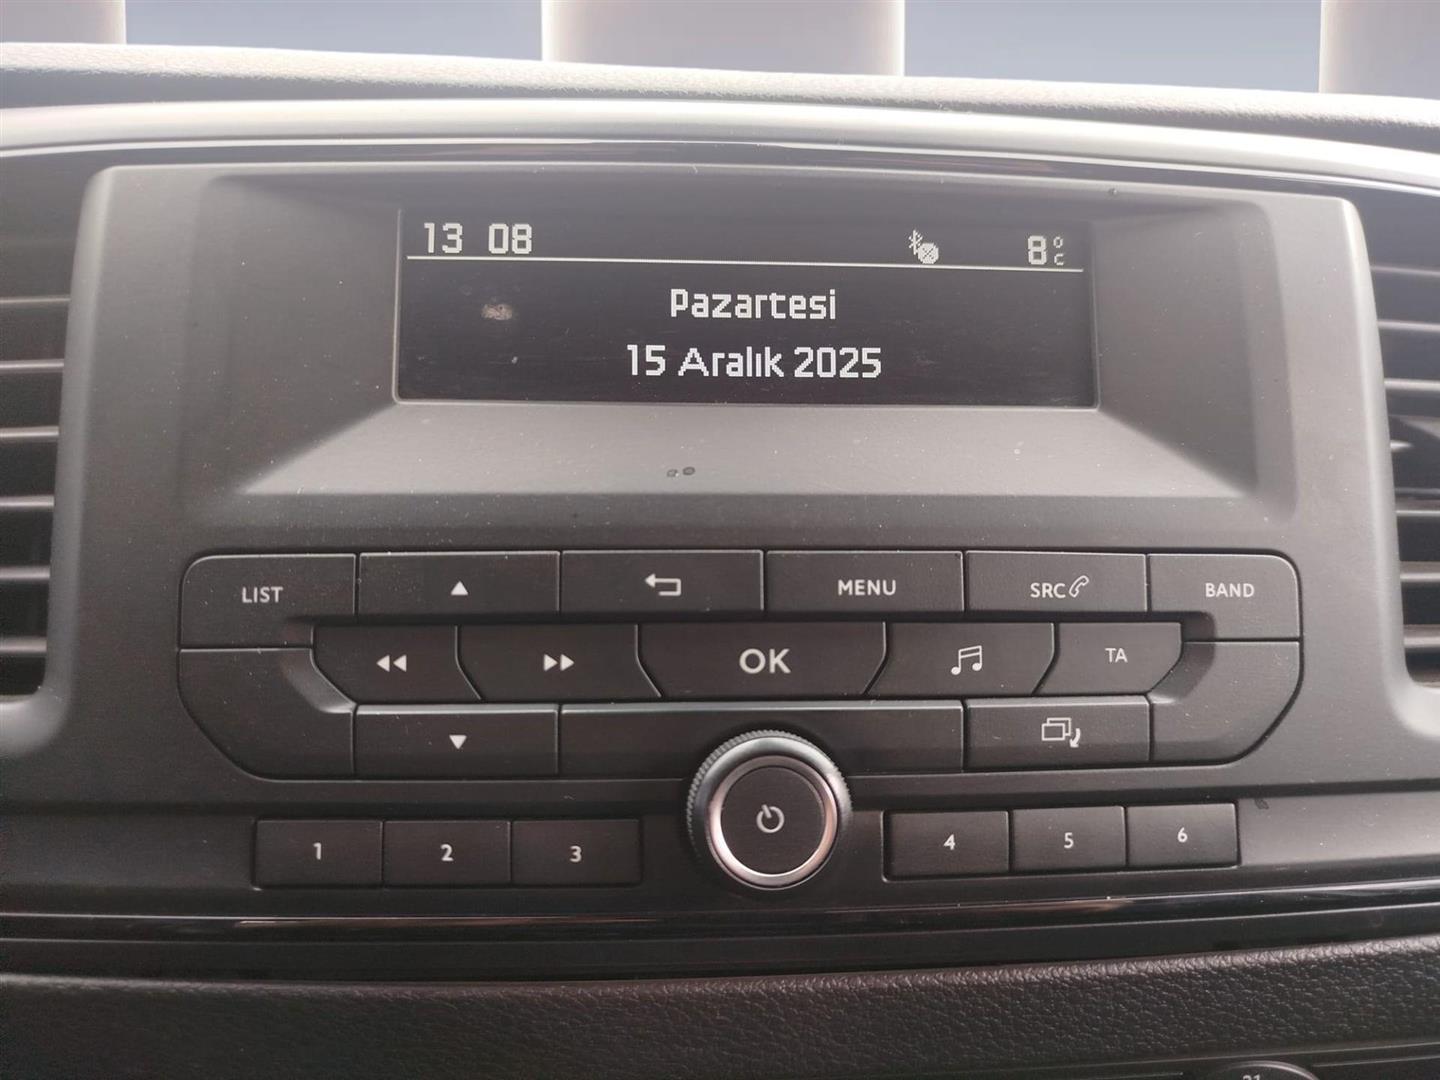 13 08 8°C
Pazartesi
15 Aralık 2025
LIST MENU SRC BAND
OK TA
1 2 3 4 5 6
21